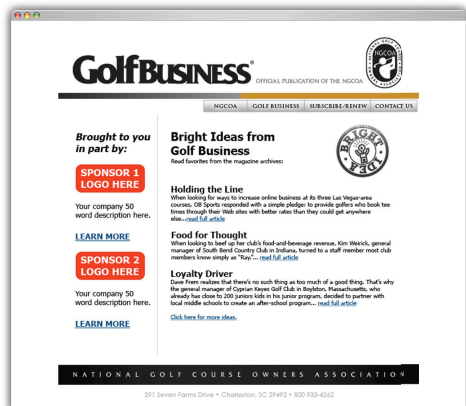 GolfBusiness®
OFFICIAL PUBLICATION OF THE NGCOA
NGCOA
NGCOA GOLF BUSINESS SUBSCRIBE/RENEW CONTACT US
Brought to you
in part by:
SPONSOR 1
LOGO HERE
Your company 50
word description here.
LEARN MORE
SPONSOR 2
LOGO HERE
Your company 50
word description here.
LEARN MORE
Bright Ideas from
Golf Business
Read favorites from the magazine archives:
BRIGHT
IDEA
Holding the Line
When looking for ways to increase online business at its three Las Vegas-area
courses, OB Sports responded with a simple pledge: to provide golfers who book tee
times through their Web sites with better rates than they could get anywhere
else...read full article
Food for Thought
When looking to beef up her club's food-and-beverage revenue, Kim Weirick, general
manager of South Bend Country Club in Indiana, turned to a staff member most club
members know simply as "Ray."... read full article
Loyalty Driver
Dave Frem realizes that there's no such thing as too much of a good thing. That's why
the general manager of Cyprian Keyes Golf Club in Boylston, Massachusetts, who
already has close to 200 juniors kids in his junior program, decided to partner with
local middle schools to create an after-school program... read full article
Click here for more ideas.
NATIONAL GOLF COURSE OWNERS ASSOCIATION
291 Seven Farms Drive • Charleston, SC 29492 • 800 933-4262